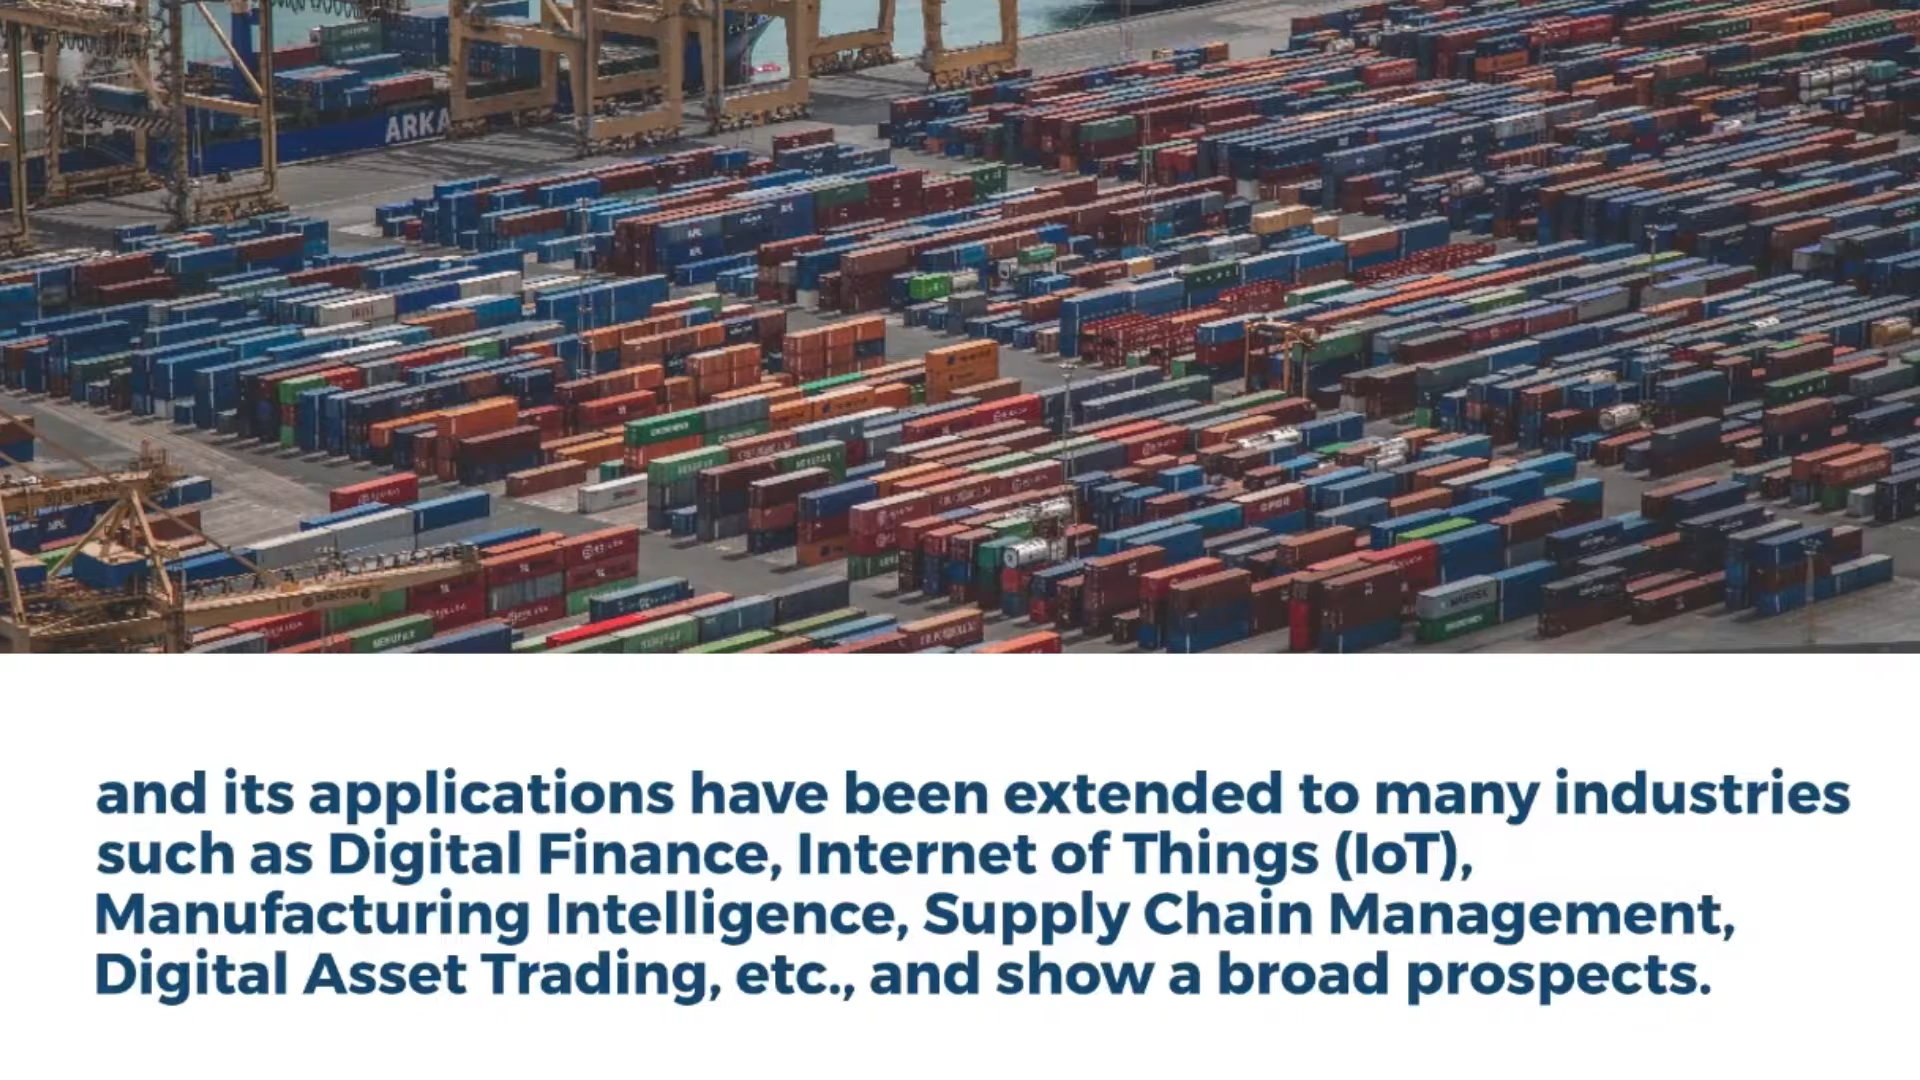 ARKA
and its applications have been extended to many industries
such as Digital Finance, Internet of Things (IoT),
Manufacturing Intelligence, Supply Chain Management,
Digital Asset Trading, etc., and show a broad prospects.